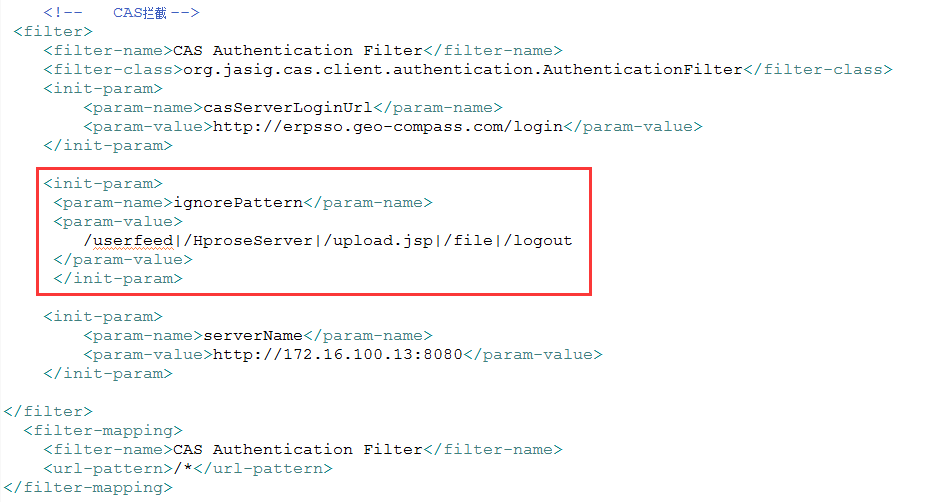 <!--   CAS拦截 -->
<filter>
<filter-name>CAS Authentication Filter</filter-name>
<filter-class>org.jasig.cas.client.authentication.AuthenticationFilter</filter-class>
<init-param>
<param-name>casServerLoginUrl</param-name>
<param-value>http://erpsso.geo-compass.com/login</param-value>
</init-param>
<init-param>
<param-name>ignorePattern</param-name>
<param-value>
/userfeed|/HproseServer|/upload.jsp|/file|/logout
</param-value>
</init-param>
<init-param>
<param-name>serverName</param-name>
<param-value>http://172.16.100.13:8080</param-value>
</init-param>
</filter>
<filter-mapping>
<filter-name>CAS Authentication Filter</filter-name>
<url-pattern>/*</url-pattern>
</filter-mapping>